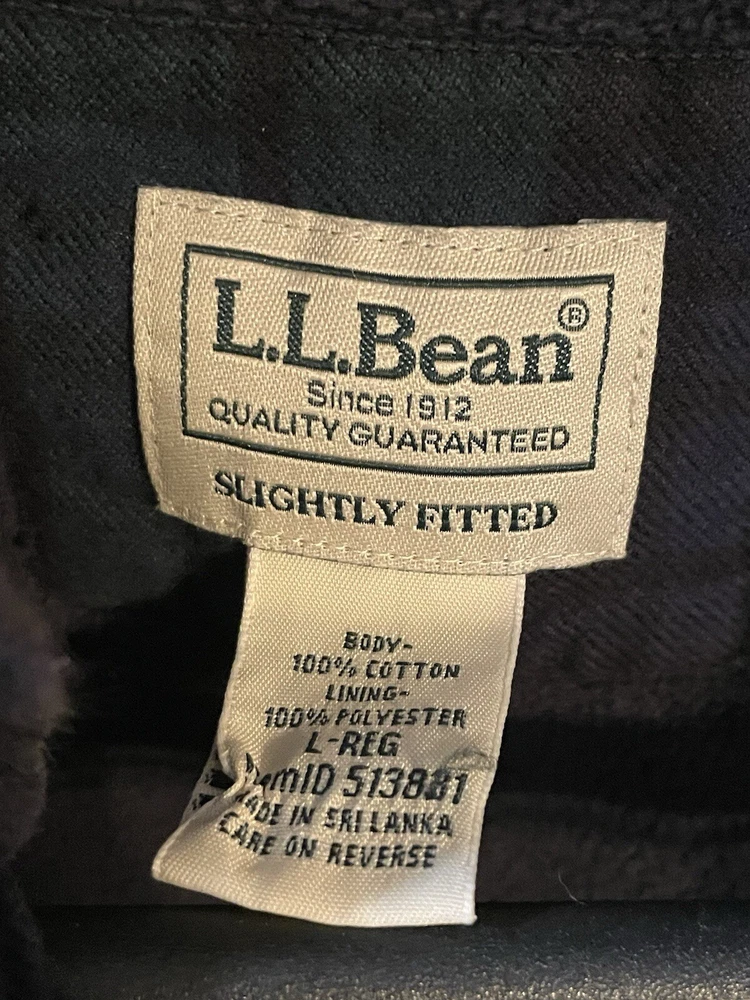 L.L.Bean®
Since 1912
QUALITY GUARANTEED
SLIGHTLY FITTED
BODY-
100% COTTON
LINING-
100% POLYESTER
L-REG
513881
MADE IN SRI LANKA
CARE ON REVERSE